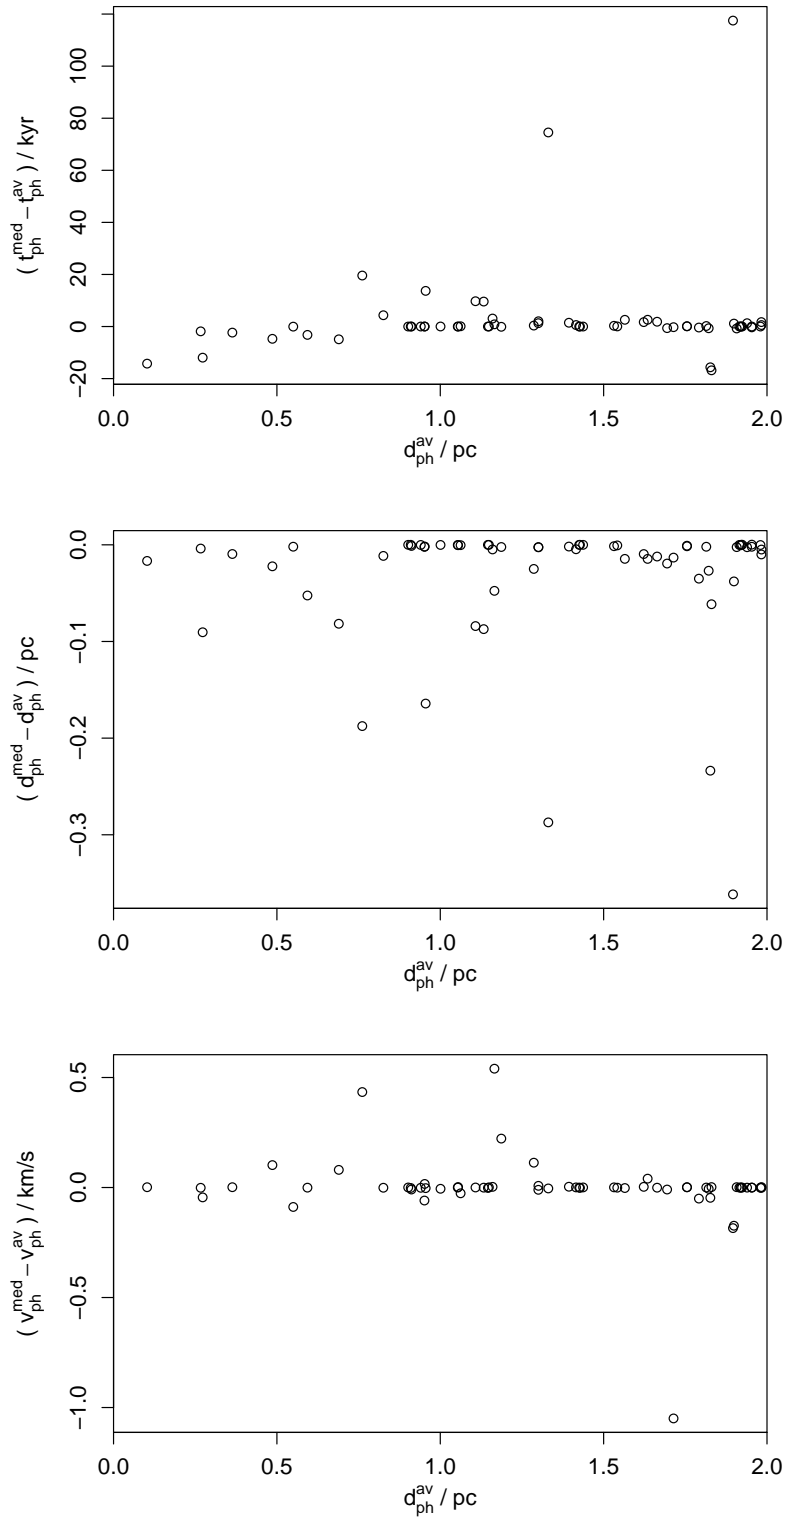 100
80
60
40
20
0
−20
( t_ph^med − t_ph^av ) / kyr
0.0 0.5 1.0 1.5 2.0
d_ph^av / pc
0.0
−0.1
−0.2
−0.3
( d_ph^med − d_ph^av ) / pc
0.0 0.5 1.0 1.5 2.0
d_ph^av / pc
0.5
0.0
−0.5
−1.0
( v_ph^med − v_ph^av ) / km/s
0.0 0.5 1.0 1.5 2.0
d_ph^av / pc